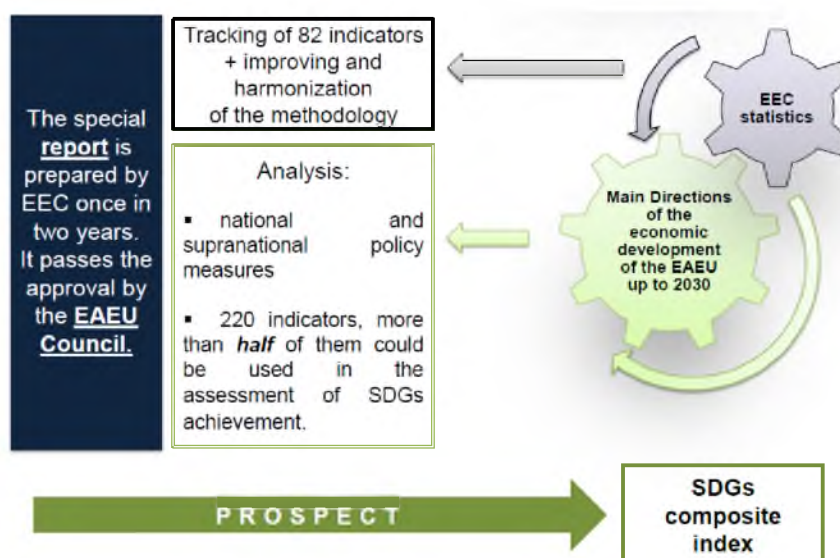 The special
report is
prepared by
EEC once in
two years.
It passes the
approval by
the EAEU
Council.
Tracking of 82 indicators
+ improving and
harmonization
of the methodology
Analysis:
▪ national and
supranational policy
measures
▪ 220 indicators, more
than half of them could
be used in the
assessment of SDGs
achievement.
EEC
statistics
Main Directions
of the
economic
development
of the EAEU
up to 2030
PROSPECT
SDGs
composite
index